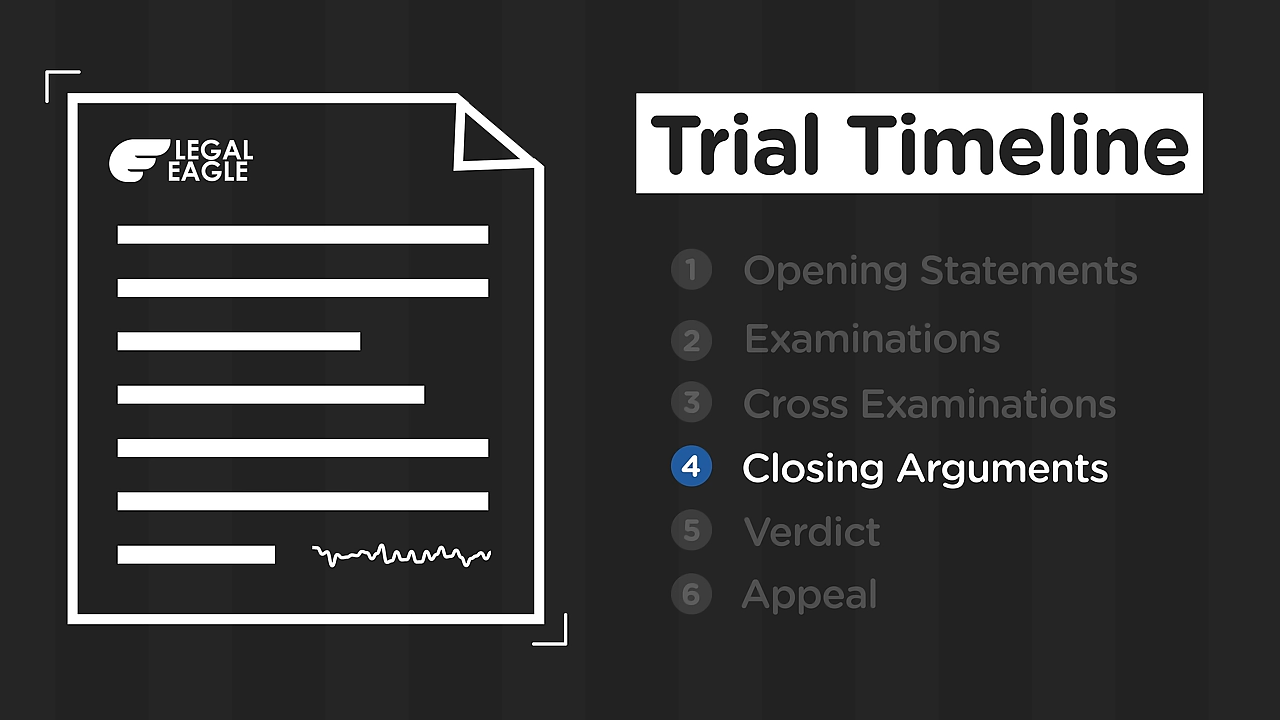 LEGAL
EAGLE
Trial Timeline
1 Opening Statements
2 Examinations
3 Cross Examinations
4 Closing Arguments
5 Verdict
6 Appeal